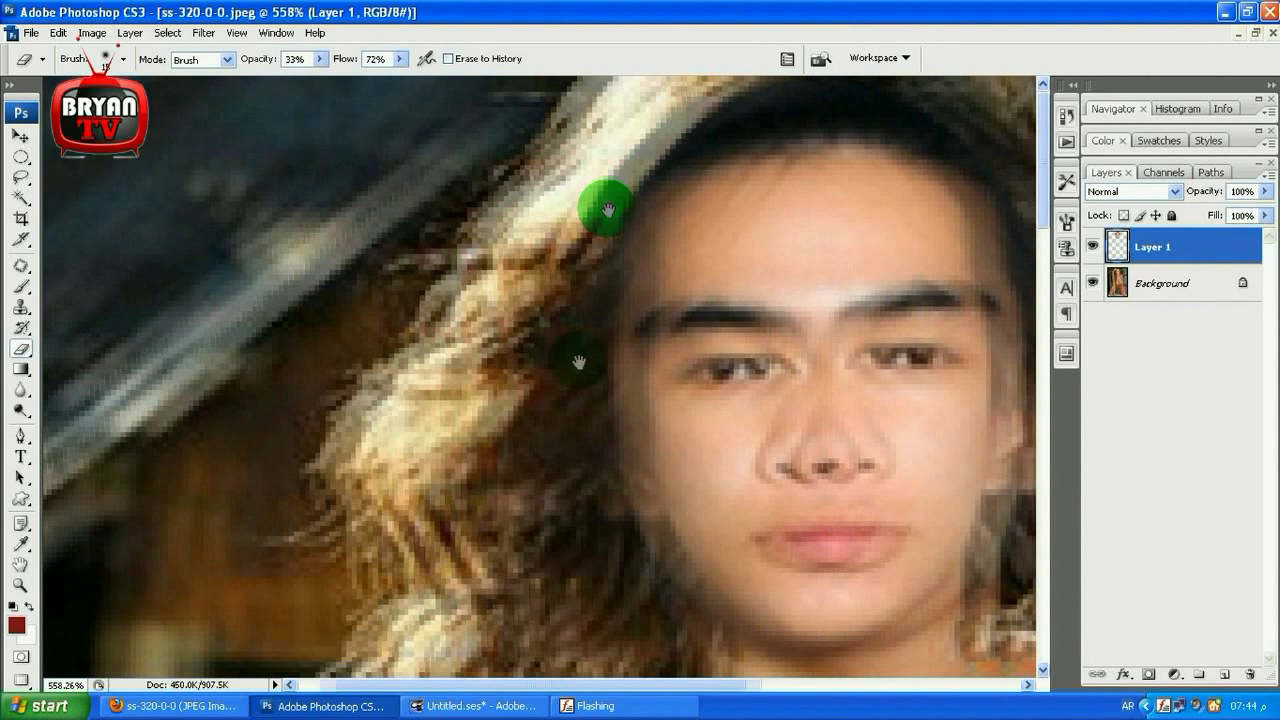 Adobe Photoshop CS3 - [ss-320-0-0.jpeg @ 558% (Layer 1, RGB/8#)]
File Edit Image Layer Select Filter View Window Help
Brush: 15 Mode: Brush Opacity: 33% Flow: 72% Erase to History Workspace
Ps
BRYAN
TV
Navigator Histogram Info
Color Swatches Styles
Layers Channels Paths
Normal Opacity: 100%
Lock: Fill: 100%
Layer 1
Background
558.26% Doc: 450.0K/907.5K
start ss-320-0-0 (JPEG Ima... Adobe Photoshop CS... Untitled.ses* - Adobe... Flashing AR 07:44 م